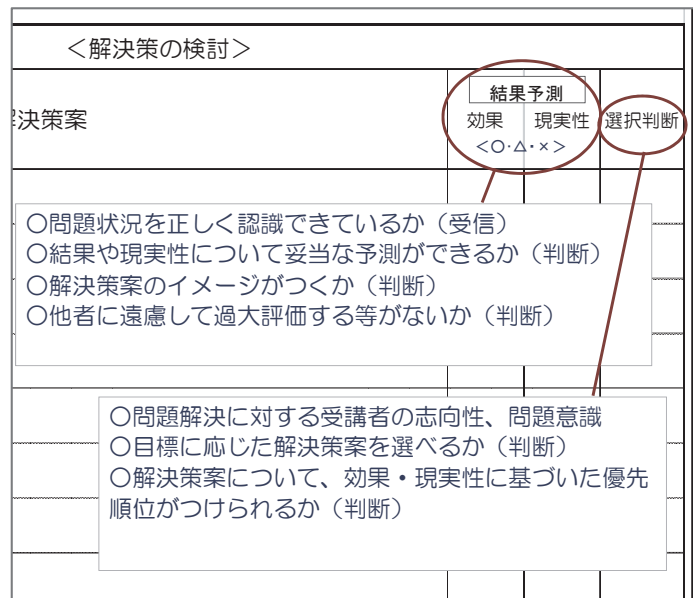 ＜解決策の検討＞
結果予測
決策案
効果 現実性 選択判断
＜○･△･×＞
○問題状況を正しく認識できているか（受信）
○結果や現実性について妥当な予測ができるか（判断）
○解決策案のイメージがつくか（判断）
○他者に遠慮して過大評価する等がないか（判断）
○問題解決に対する受講者の志向性、問題意識
○目標に応じた解決策案を選べるか（判断）
○解決策案について、効果・現実性に基づいた優先
順位がつけられるか（判断）